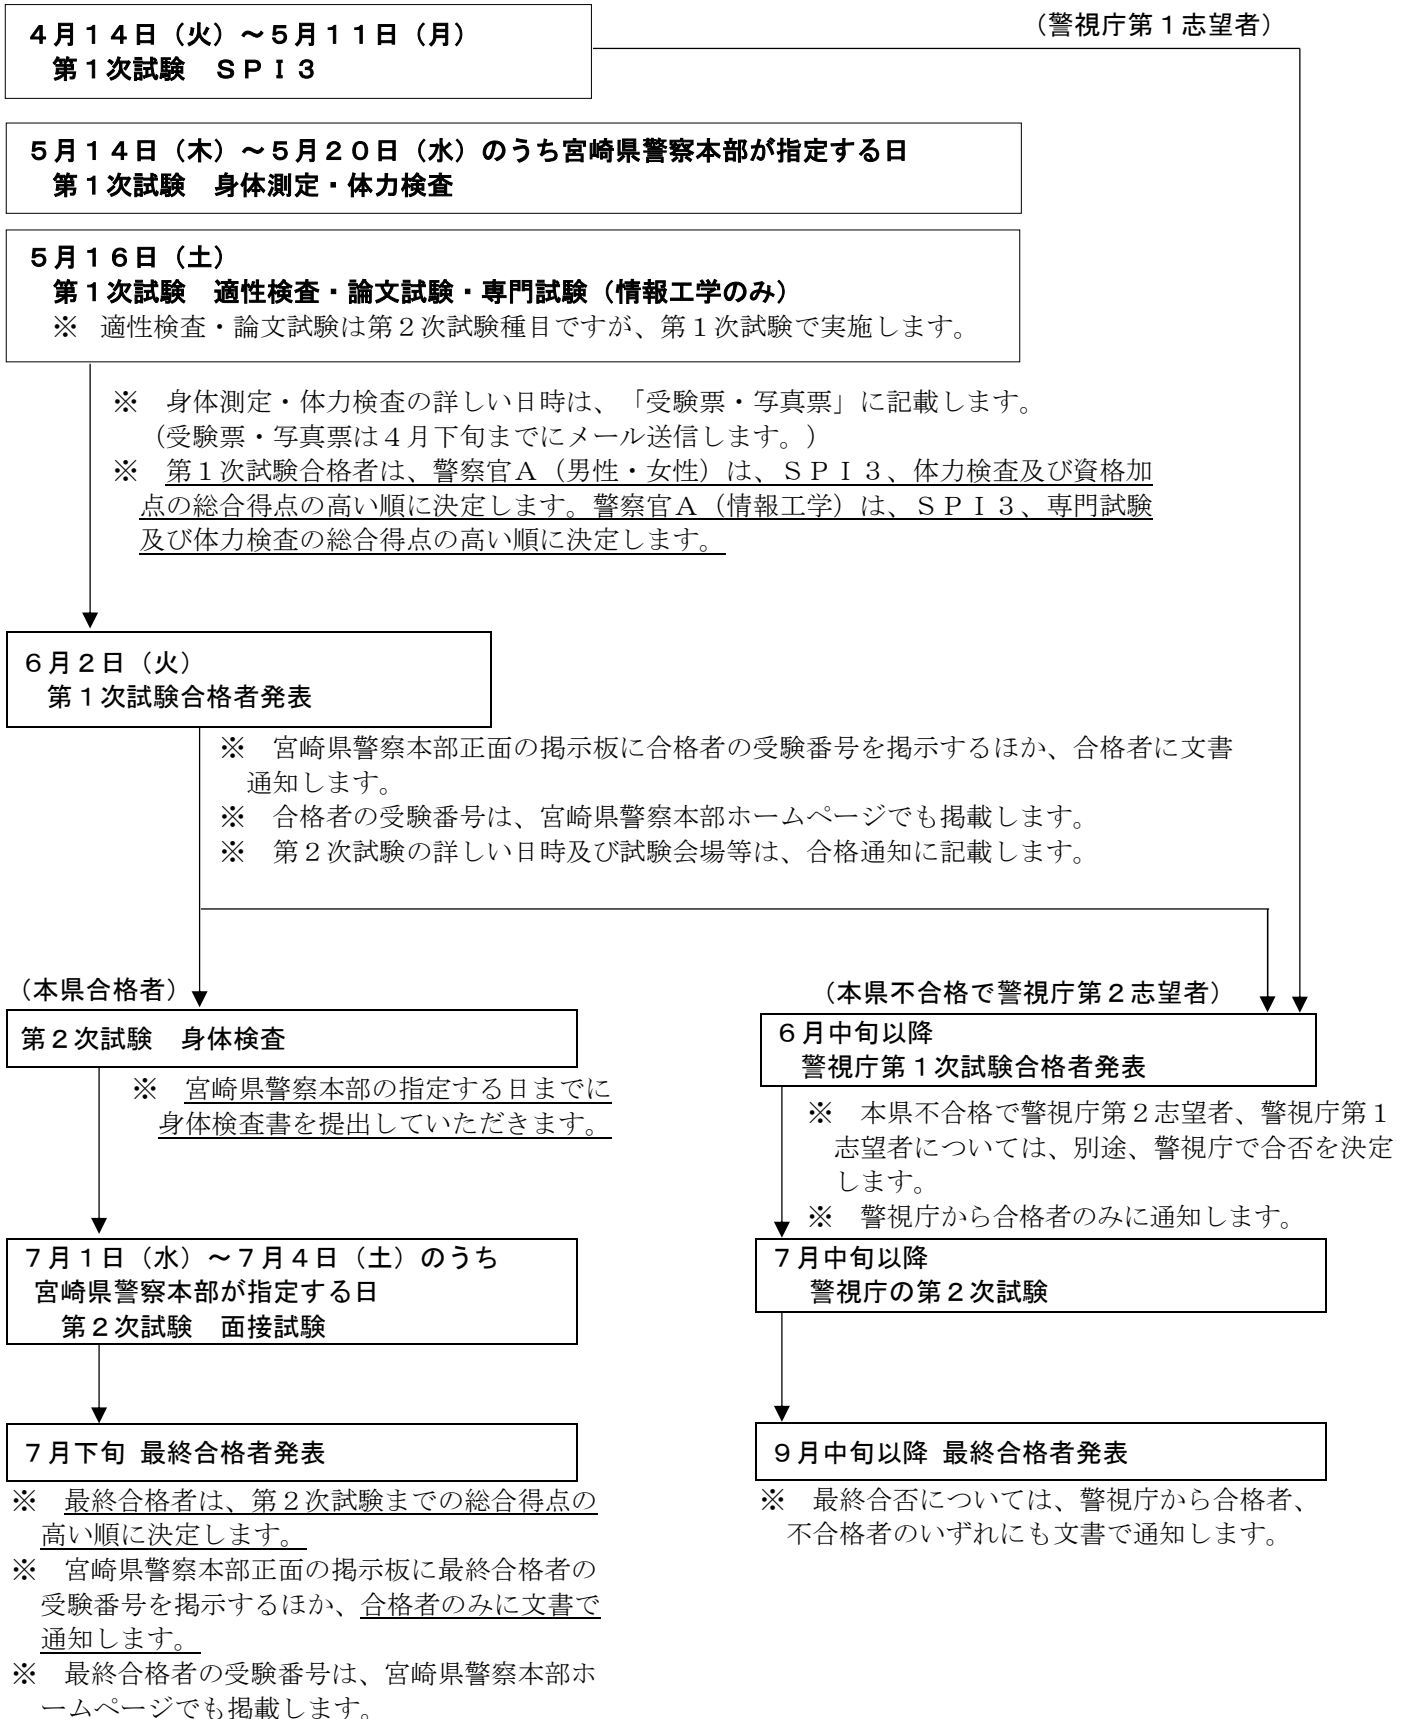 （警視庁第１志望者）
４月１４日（火）～５月１１日（月）
第１次試験　ＳＰＩ３
５月１４日（木）～５月２０日（水）のうち宮崎県警察本部が指定する日
第１次試験　身体測定・体力検査
５月１６日（土）
第１次試験　適性検査・論文試験・専門試験（情報工学のみ）
※　適性検査・論文試験は第２次試験種目ですが、第１次試験で実施します。
※　身体測定・体力検査の詳しい日時は、「受験票・写真票」に記載します。
（受験票・写真票は４月下旬までにメール送信します。）
※　第１次試験合格者は、警察官Ａ（男性・女性）は、ＳＰＩ３、体力検査及び資格加
点の総合得点の高い順に決定します。警察官Ａ（情報工学）は、ＳＰＩ３、専門試験
及び体力検査の総合得点の高い順に決定します。
６月２日（火）
第１次試験合格者発表
※　宮崎県警察本部正面の掲示板に合格者の受験番号を掲示するほか、合格者に文書
通知します。
※　合格者の受験番号は、宮崎県警察本部ホームページでも掲載します。
※　第２次試験の詳しい日時及び試験会場等は、合格通知に記載します。
（本県合格者）
第２次試験　身体検査
※　宮崎県警察本部の指定する日までに
身体検査書を提出していただきます。
７月１日（水）～７月４日（土）のうち
宮崎県警察本部が指定する日
第２次試験　面接試験
７月下旬 最終合格者発表
※　最終合格者は、第２次試験までの総合得点の
高い順に決定します。
※　宮崎県警察本部正面の掲示板に最終合格者の
受験番号を掲示するほか、合格者のみに文書で
通知します。
※　最終合格者の受験番号は、宮崎県警察本部ホ
ームページでも掲載します。
（本県不合格で警視庁第２志望者）
６月中旬以降
警視庁第１次試験合格者発表
※　本県不合格で警視庁第２志望者、警視庁第１
志望者については、別途、警視庁で合否を決定
します。
※　警視庁から合格者のみに通知します。
７月中旬以降
警視庁の第２次試験
９月中旬以降 最終合格者発表
※　最終合否については、警視庁から合格者、
不合格者のいずれにも文書で通知します。